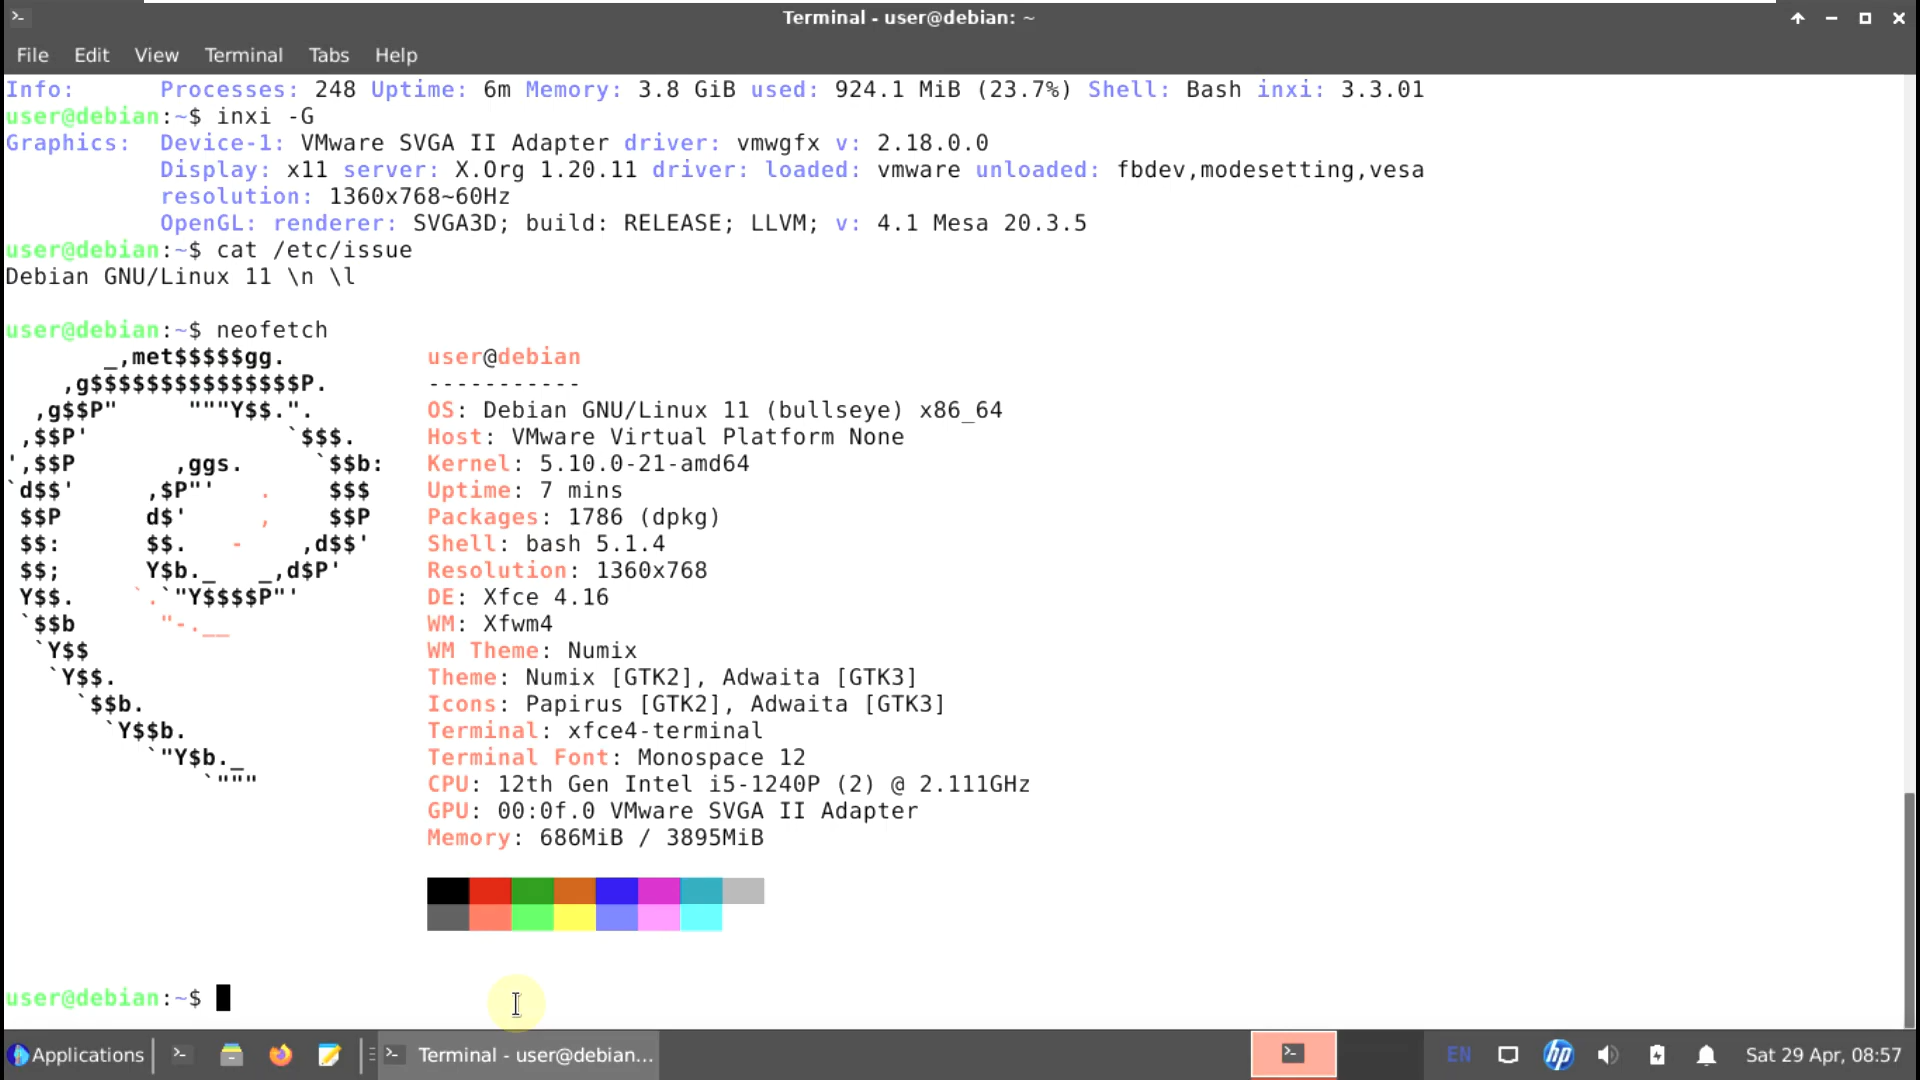 Terminal - user@debian: ~
File Edit View Terminal Tabs Help
Info:      Processes: 248 Uptime: 6m Memory: 3.8 GiB used: 924.1 MiB (23.7%) Shell: Bash inxi: 3.3.01
user@debian:~$ inxi -G
Graphics:  Device-1: VMware SVGA II Adapter driver: vmwgfx v: 2.18.0.0
           Display: x11 server: X.Org 1.20.11 driver: loaded: vmware unloaded: fbdev,modesetting,vesa
           resolution: 1360x768~60Hz
           OpenGL: renderer: SVGA3D; build: RELEASE; LLVM; v: 4.1 Mesa 20.3.5
user@debian:~$ cat /etc/issue
Debian GNU/Linux 11 \n \l
user@debian:~$ neofetch
       _,met$$$$$gg.          user@debian
    ,g$$$$$$$$$$$$$$$P.       -----------
  ,g$$P"     """Y$$.".        OS: Debian GNU/Linux 11 (bullseye) x86_64
 ,$$P'              `$$$.     Host: VMware Virtual Platform None
',$$P       ,ggs.     `$$b:   Kernel: 5.10.0-21-amd64
`d$$'     ,$P"'   .    $$$    Uptime: 7 mins
 $$P      d$'     ,    $$P    Packages: 1786 (dpkg)
 $$:      $$.   -    ,d$$'    Shell: bash 5.1.4
 $$;      Y$b._   _,d$P'      Resolution: 1360x768
 Y$$.    `.`"Y$$$$P"'         DE: Xfce 4.16
 `$$b      "-.__              WM: Xfwm4
  `Y$$                        WM Theme: Numix
   `Y$$.                      Theme: Numix [GTK2], Adwaita [GTK3]
     `$$b.                    Icons: Papirus [GTK2], Adwaita [GTK3]
       `Y$$b.                 Terminal: xfce4-terminal
          `"Y$b._             Terminal Font: Monospace 12
              `"""            CPU: 12th Gen Intel i5-1240P (2) @ 2.111GHz
                              GPU: 00:0f.0 VMware SVGA II Adapter
                              Memory: 686MiB / 3895MiB
user@debian:~$
Applications Terminal - user@debian... EN hp Sat 29 Apr, 08:57